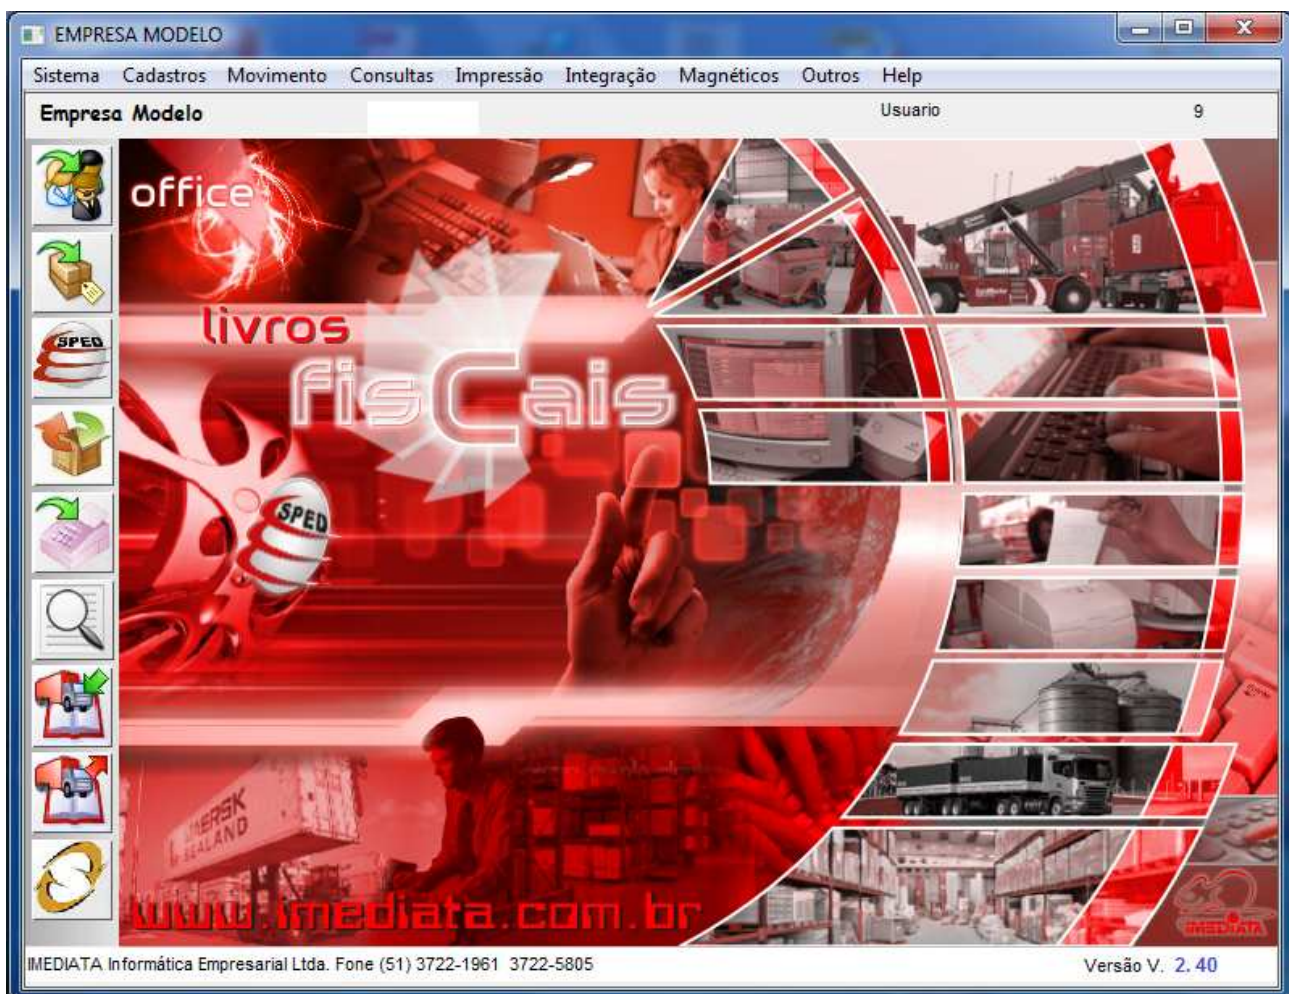 EMPRESA MODELO
Sistema Cadastros Movimento Consultas Impressão Integração Magnéticos Outros Help
Empresa Modelo Usuario 9
office
livros
fisCais
SPED
SPED
MAERSK
SEALAND
www.imediata.com.br
IMEDIATA
IMEDIATA Informática Empresarial Ltda. Fone (51) 3722-1961 3722-5805
Versão V. 2.40